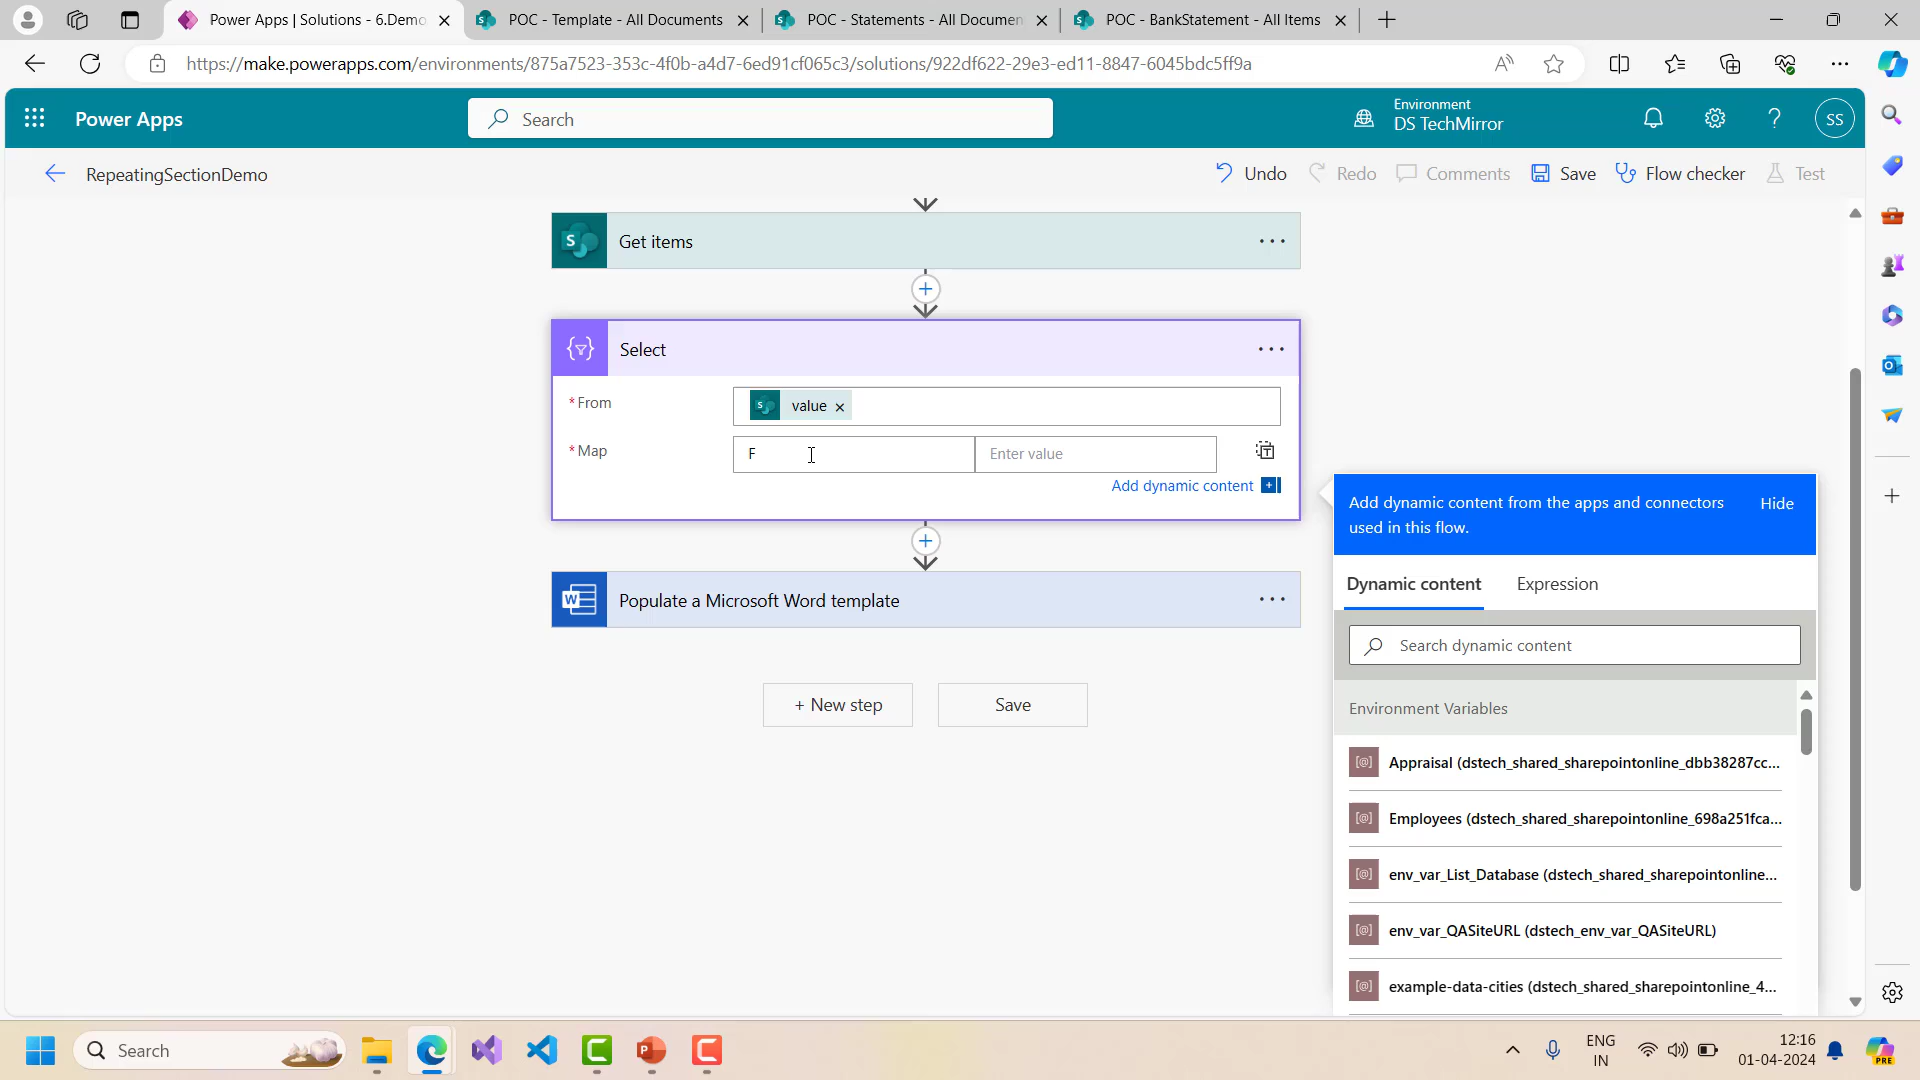 Power Apps | Solutions - 6.Demo
POC - Template - All Documents
POC - Statements - All Documen
POC - BankStatement - All Items
https://make.powerapps.com/environments/875a7523-353c-4f0b-a4d7-6ed91cf065c3/solutions/922df622-29e3-ed11-8847-6045bdc5ff9a
Power Apps
Search
Environment
DS TechMirror
SS
RepeatingSectionDemo
Undo
Redo
Comments
Save
Flow checker
Test
Get items
Select
* From
value
* Map
F
Enter value
Add dynamic content
Populate a Microsoft Word template
+ New step
Save
Add dynamic content from the apps and connectors
used in this flow.
Hide
Dynamic content
Expression
Search dynamic content
Environment Variables
Appraisal (dstech_shared_sharepointonline_dbb38287cc...
Employees (dstech_shared_sharepointonline_698a251fca...
env_var_List_Database (dstech_shared_sharepointonline...
env_var_QASiteURL (dstech_env_var_QASiteURL)
example-data-cities (dstech_shared_sharepointonline_4...
Search
ENG
IN
12:16
01-04-2024
PRE